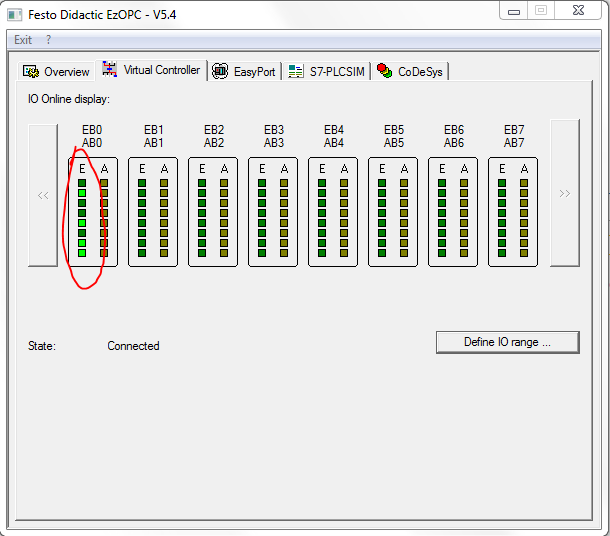 Festo Didactic EzOPC - V5.4
Exit ?
Overview Virtual Controller EasyPort S7-PLCSIM CoDeSys
IO Online display:
EB0 EB1 EB2 EB3 EB4 EB5 EB6 EB7
AB0 AB1 AB2 AB3 AB4 AB5 AB6 AB7
<< E A E A E A E A E A E A E A E A >>
State: Connected Define IO range ...